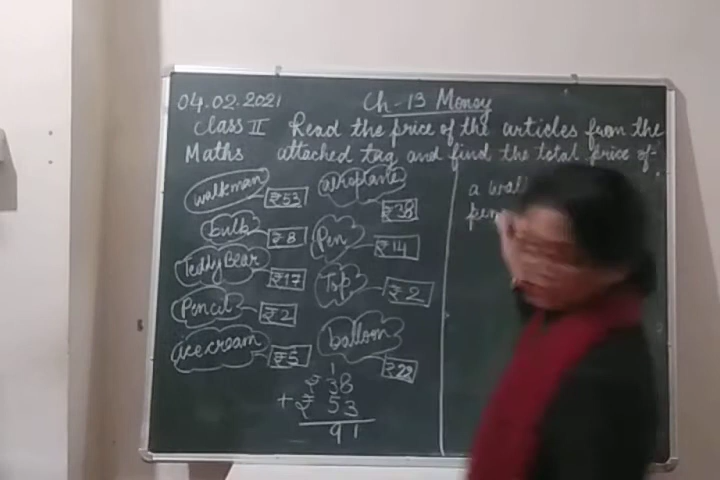 04.02.2021 Ch-13 Money
Class II Read the price of the articles from the
Maths attached tag and find the total price of-
walkman ₹53
aeroplane ₹38
bulb ₹8
Pen ₹14
Teddy Bear ₹17
Top ₹2
Pencil ₹2
balloon ₹22
ice cream ₹5
1
₹ 38
+ ₹ 53
91
a